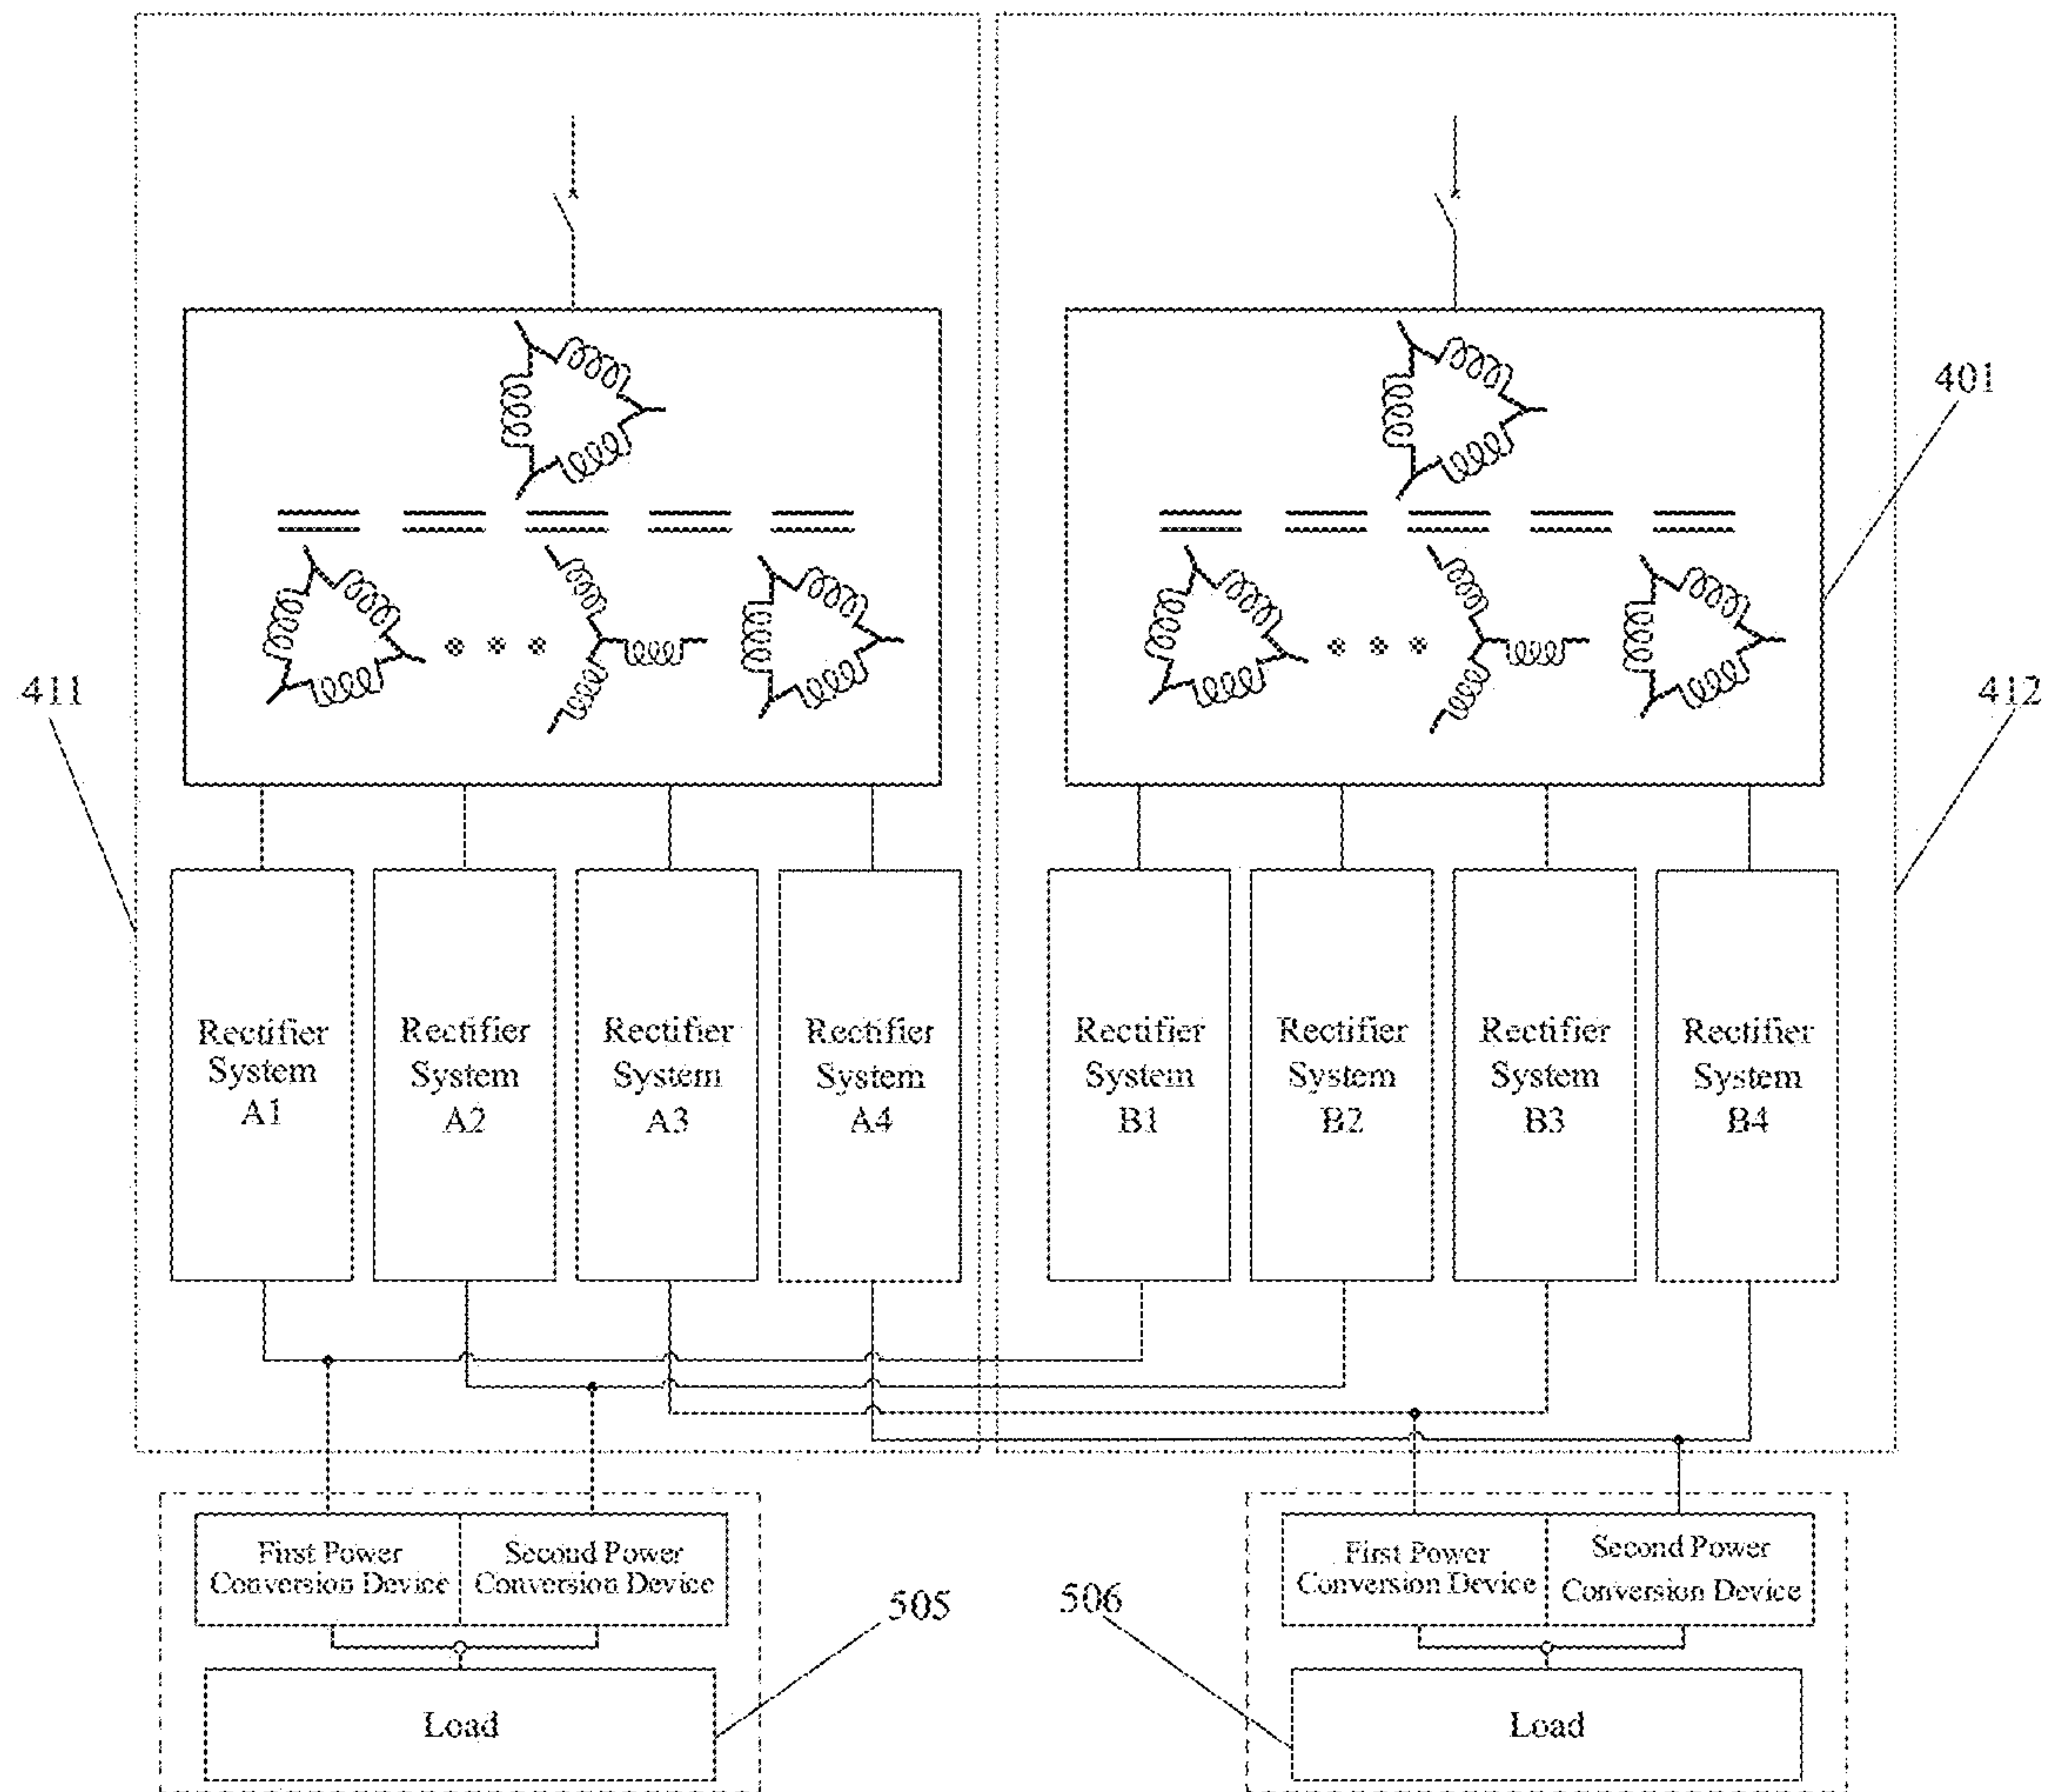 401
411
412
Rectifier
System
A1
Rectifier
System
A2
Rectifier
System
A3
Rectifier
System
A4
Rectifier
System
B1
Rectifier
System
B2
Rectifier
System
B3
Rectifier
System
B4
First Power
Conversion Device
Second Power
Conversion Device
505
Load
506
First Power
Conversion Device
Second Power
Conversion Device
Load